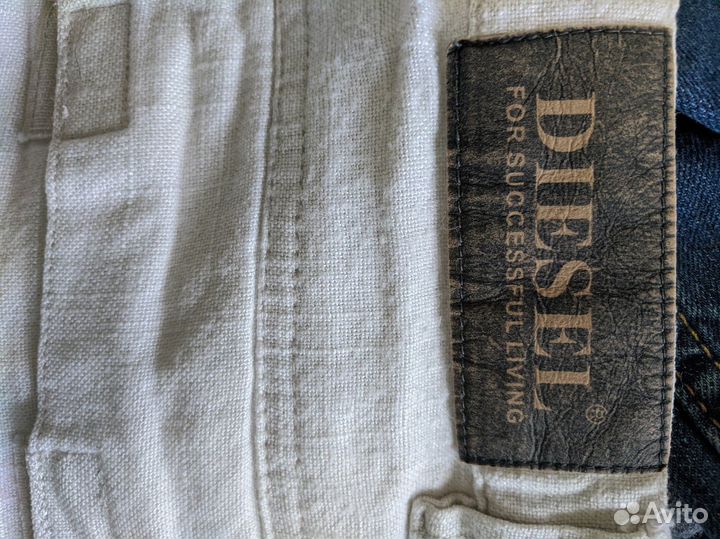 DIESEL ®
FOR SUCCESSFUL LIVING
Avito